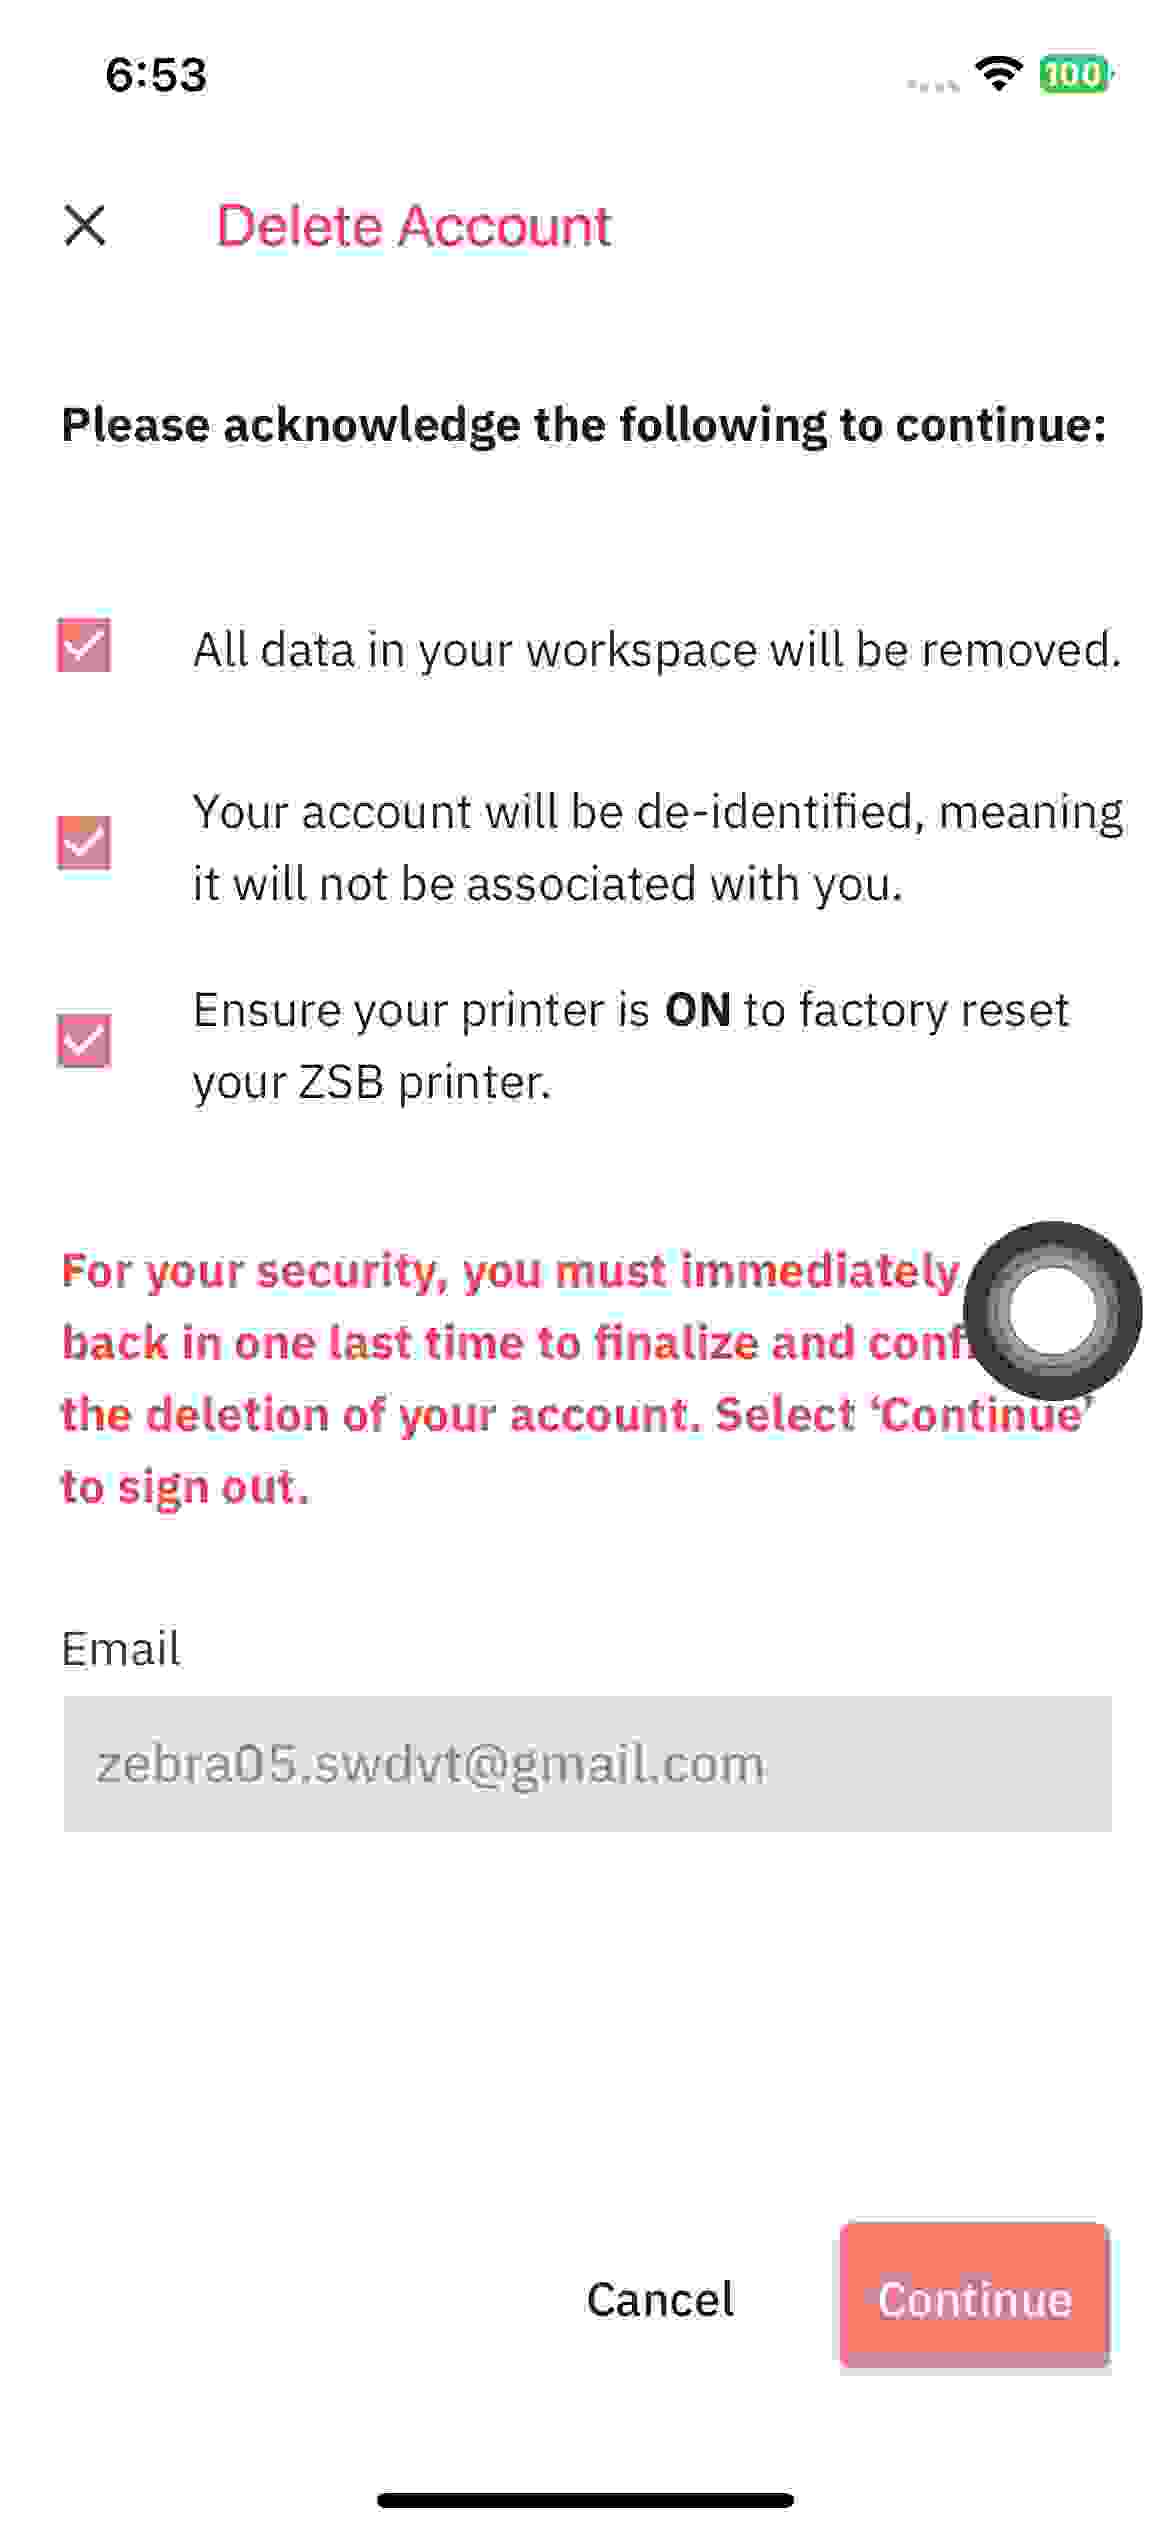 6:53
100
Delete Account
Please acknowledge the following to continue:
All data in your workspace will be removed.
Your account will be de-identified, meaning
it will not be associated with you.
Ensure your printer is ON to factory reset
your ZSB printer.
For your security, you must immediately
back in one last time to finalize and
the deletion of your account. Select ‘Continue’
to sign out.
Email
zebra05.swdvt@gmail.com
Cancel
Continue